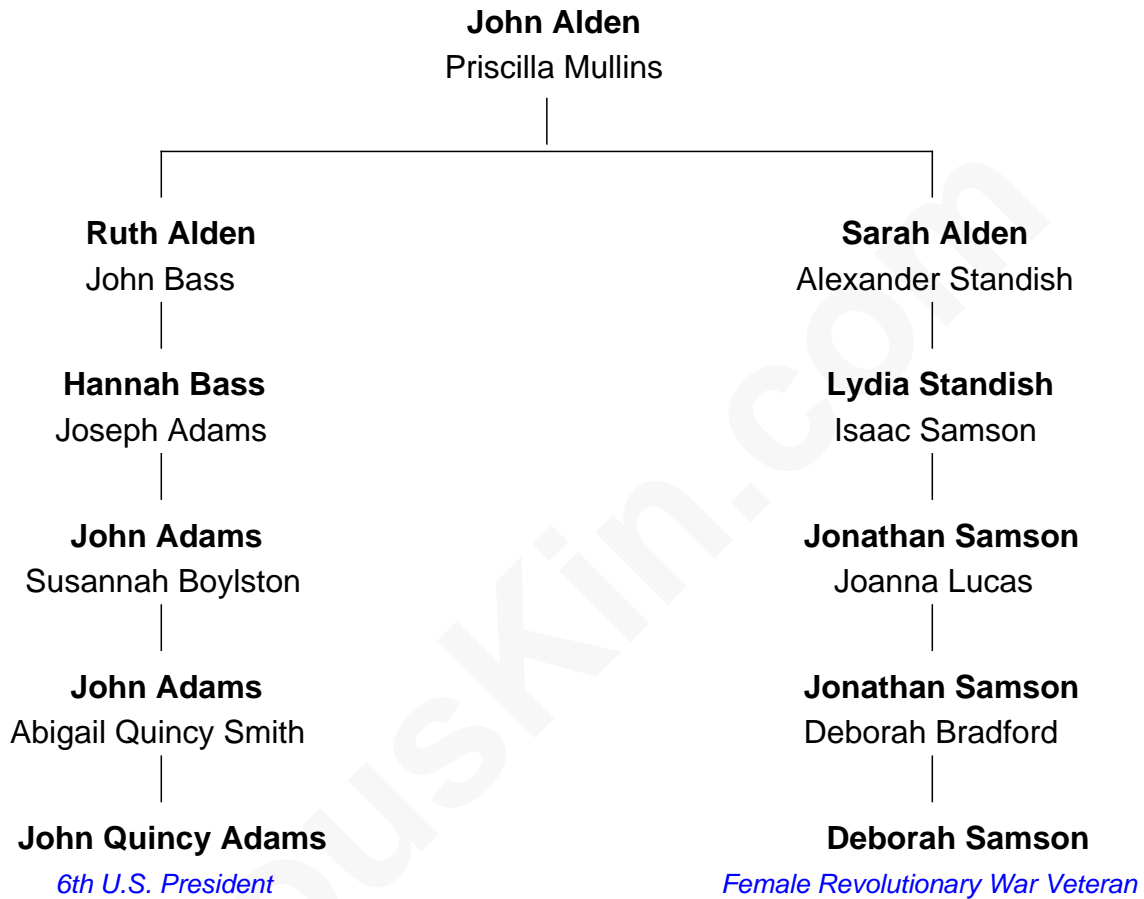 John Alden
Priscilla Mullins
Ruth Alden
John Bass
Sarah Alden
Alexander Standish
Hannah Bass
Joseph Adams
Lydia Standish
Isaac Samson
John Adams
Susannah Boylston
Jonathan Samson
Joanna Lucas
John Adams
Abigail Quincy Smith
Jonathan Samson
Deborah Bradford
John Quincy Adams
6th U.S. President
Deborah Samson
Female Revolutionary War Veteran
ousKin.com